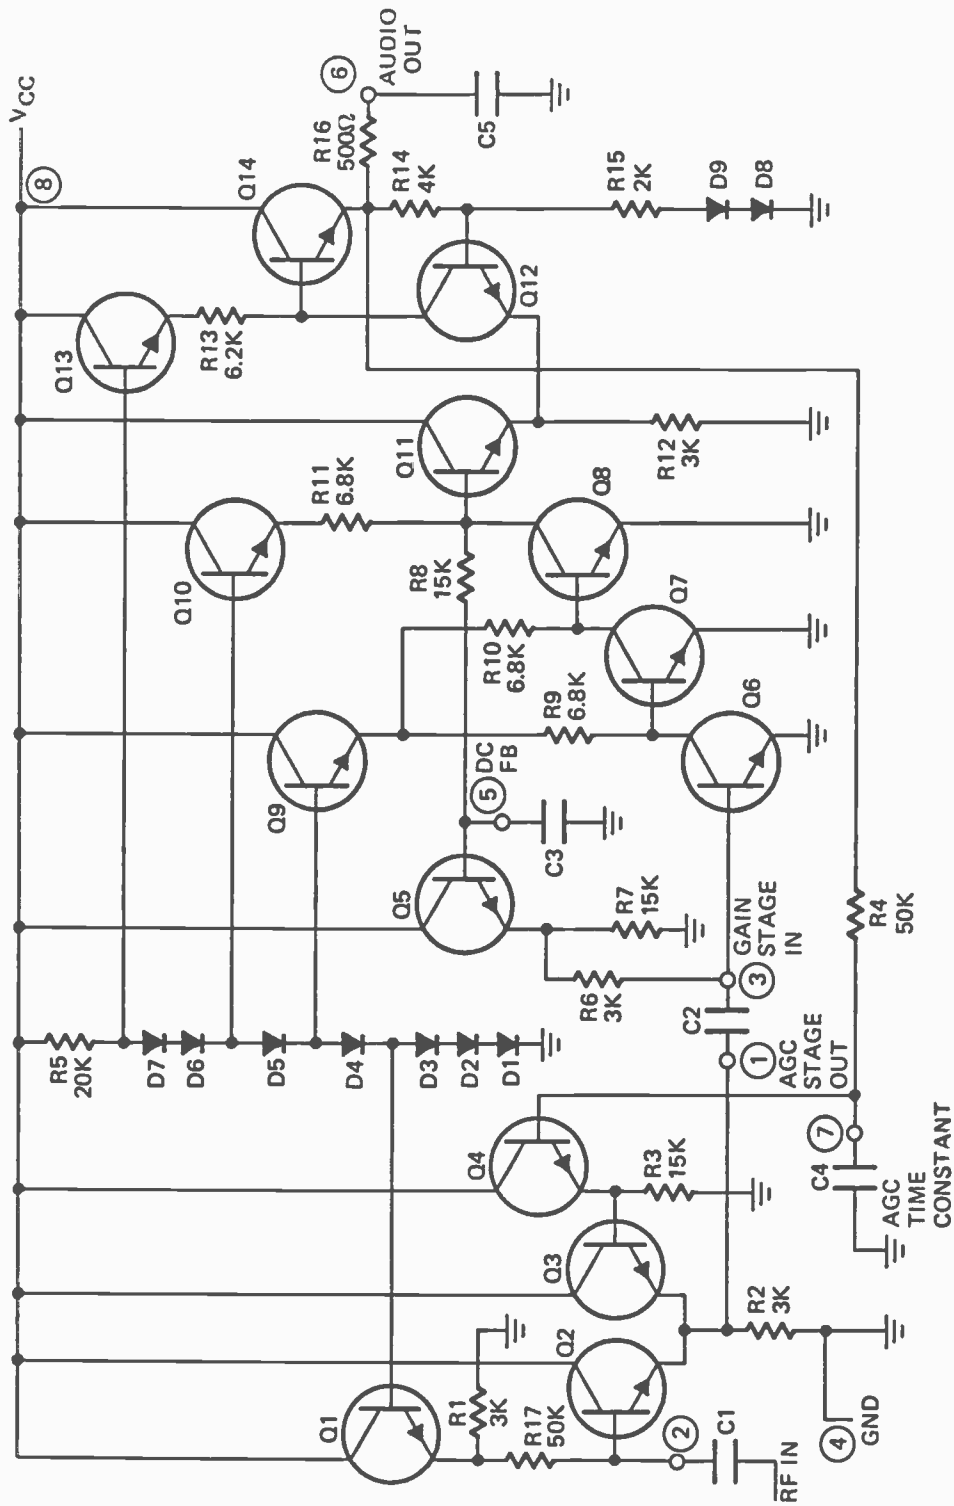 VCC
8
Q14
R16
500Ω
6
AUDIO
OUT
C5
R14
4K
R15
2K
D9
D8
Q13
R13
6.2K
Q12
Q11
R12
3K
Q10
R11
6.8K
R8
15K
Q8
Q7
R10
6.8K
R9
6.8K
Q6
Q9
5
DC
FB
C3
Q5
R7
15K
R6
3K
GAIN
STAGE
IN
3
C2
1
AGC
STAGE
OUT
R4
50K
R5
20K
D7
D6
D5
D4
D3
D2
D1
Q4
R3
15K
7
C4
AGC
TIME
CONSTANT
Q3
Q2
R2
3K
Q1
R1
3K
R17
50K
2
C1
RF IN
4
GND